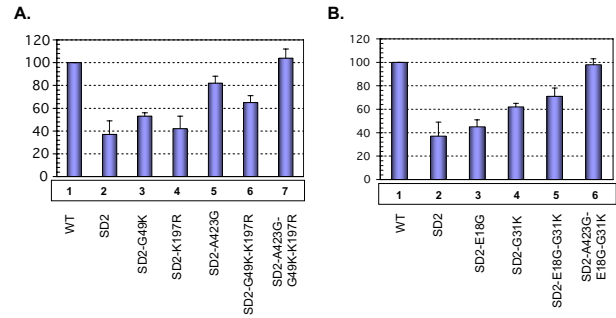 A.
120
100
80
60
40
20
0
1 2 3 4 5 6 7
WT
SD2
SD2-G49K
SD2-K197R
SD2-A423G
SD2-G49K-K197R
SD2-A423G-
G49K-K197R
B.
120
100
80
60
40
20
0
1 2 3 4 5 6
WT
SD2
SD2-E18G
SD2-G31K
SD2-E18G-G31K
SD2-A423G-
E18G-G31K